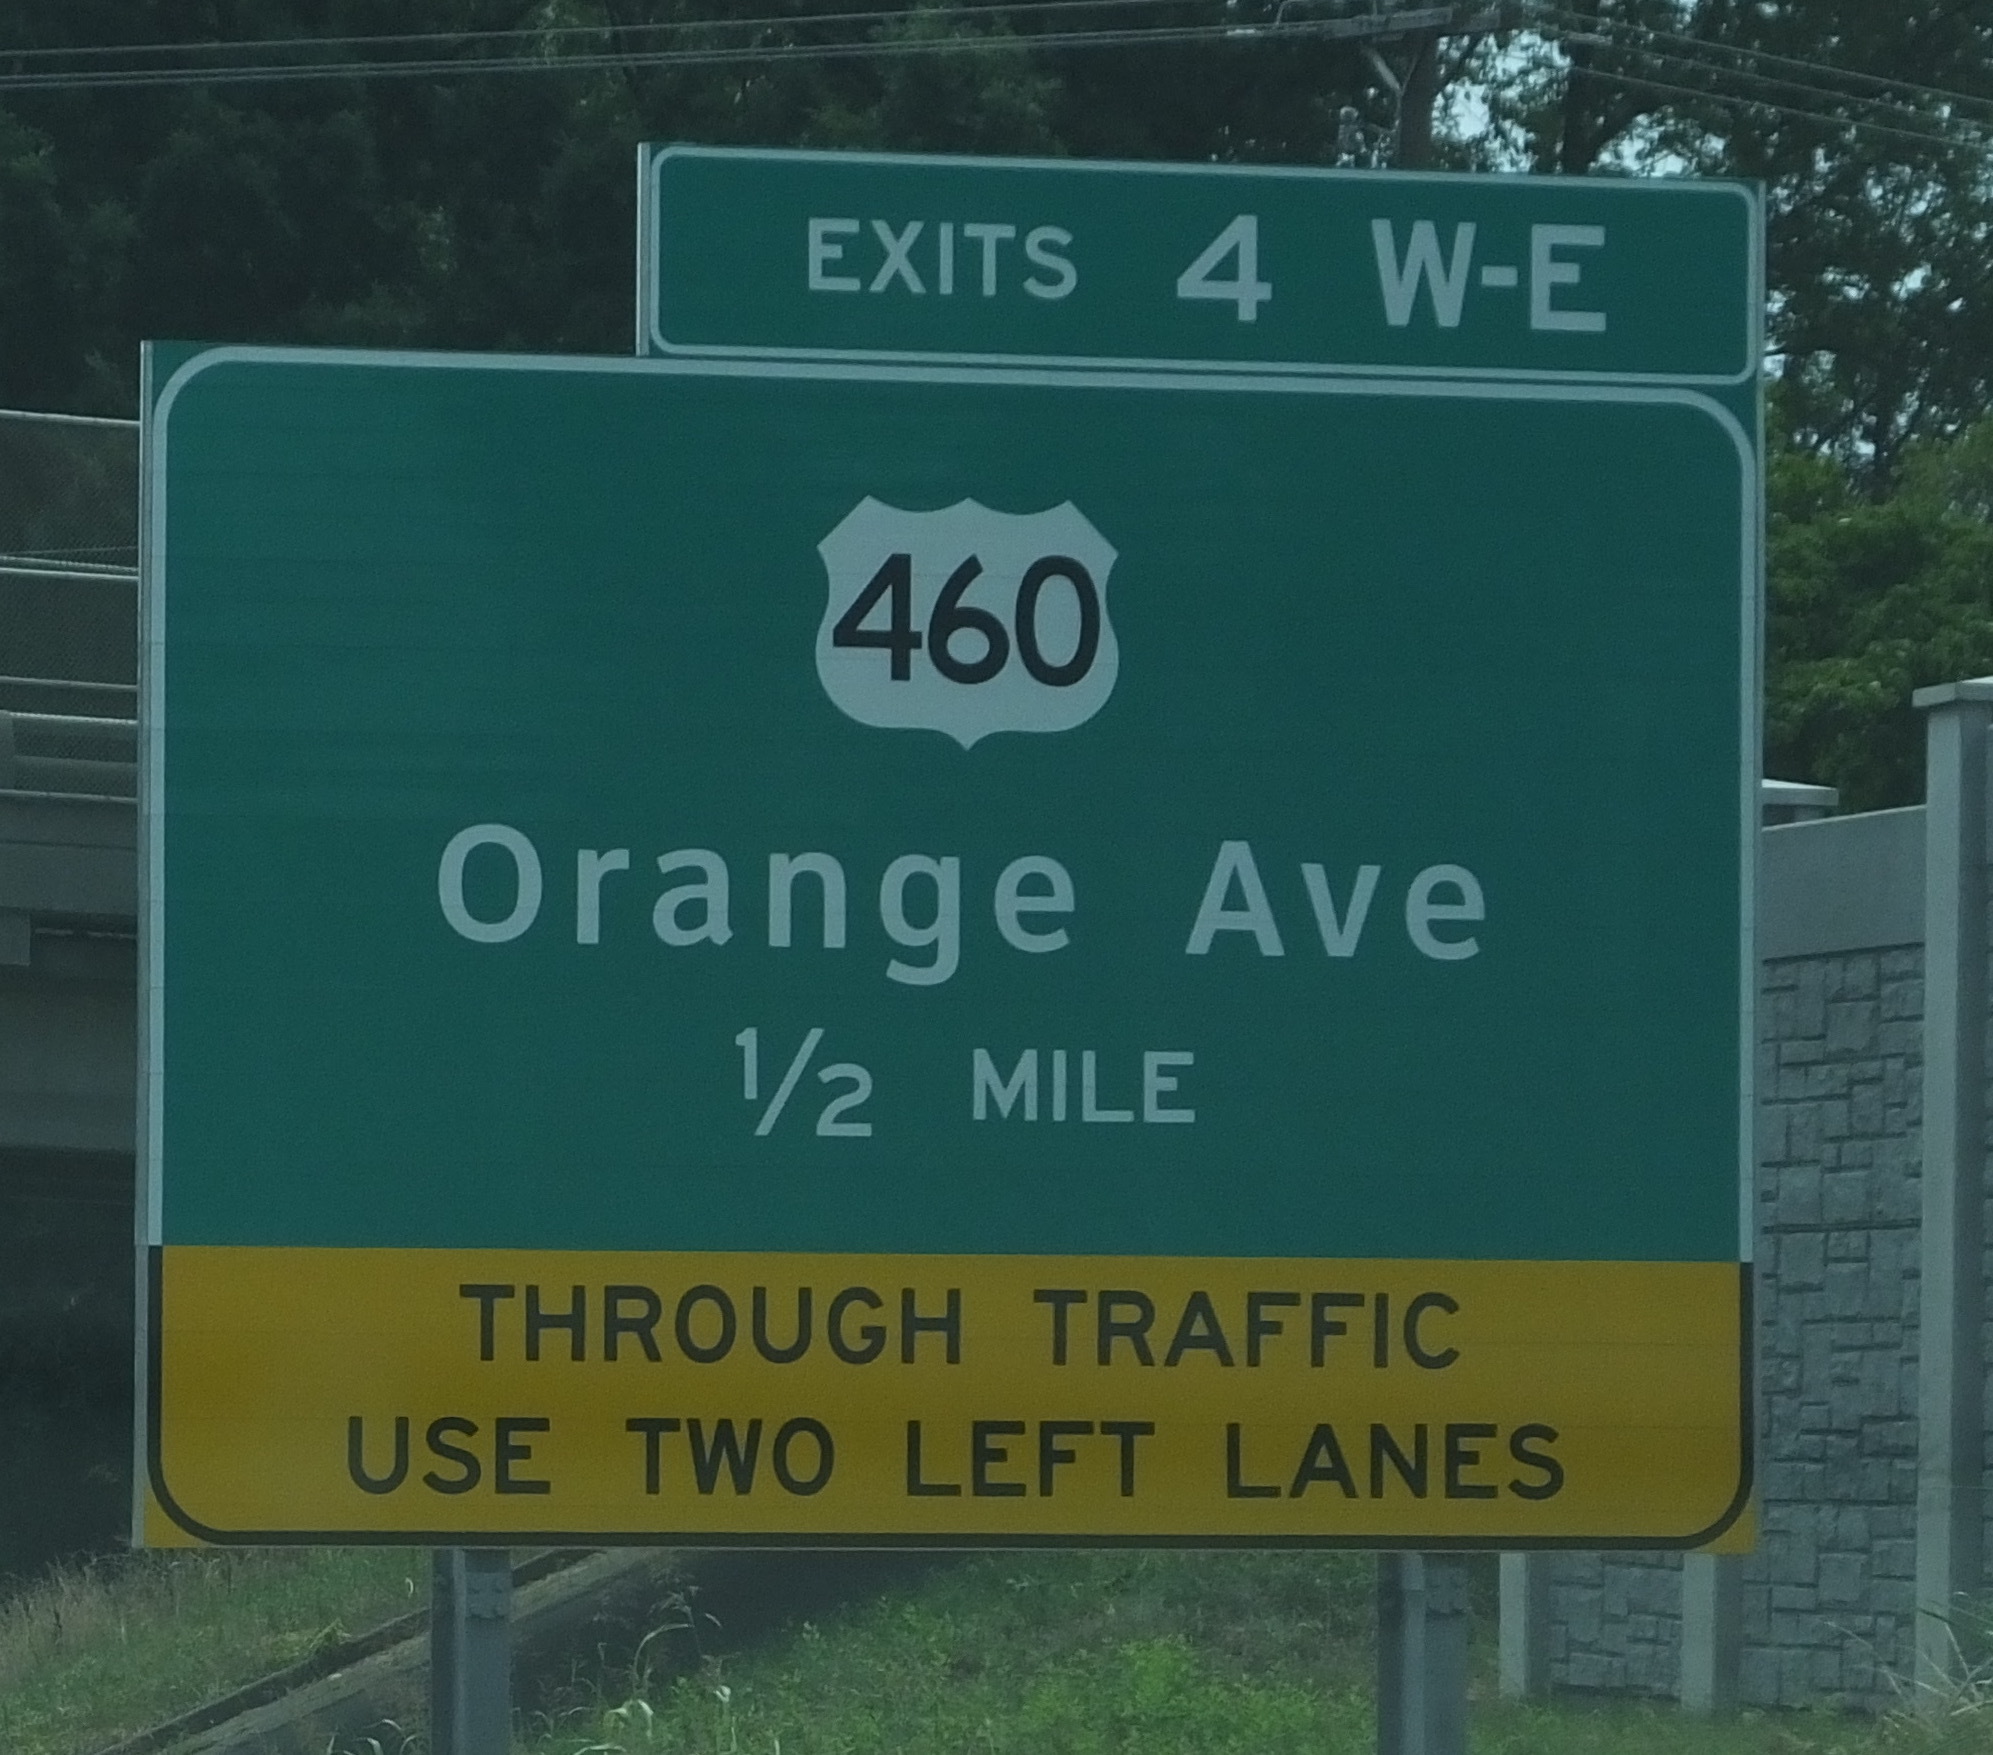 EXITS 4 W-E
460
Orange Ave
1/2 MILE
THROUGH TRAFFIC
USE TWO LEFT LANES